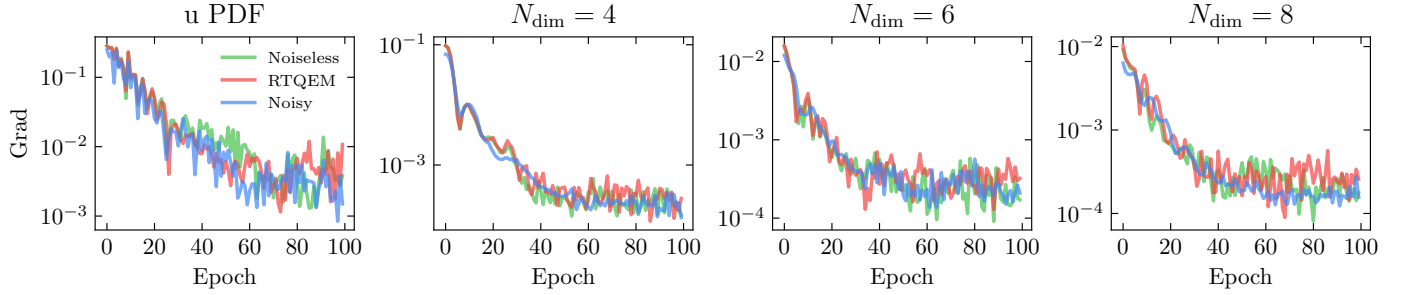 u PDF
N_dim = 4
N_dim = 6
N_dim = 8
Grad
10⁻¹
10⁻²
10⁻³
Noiseless
RTQEM
Noisy
0 20 40 60 80 100
Epoch
10⁻¹
10⁻³
0 20 40 60 80 100
Epoch
10⁻²
10⁻³
10⁻⁴
0 20 40 60 80 100
Epoch
10⁻²
10⁻³
10⁻⁴
0 20 40 60 80 100
Epoch